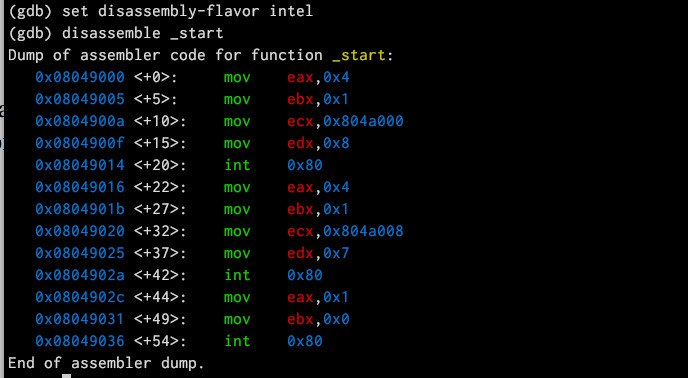 (gdb) set disassembly-flavor intel
(gdb) disassemble _start
Dump of assembler code for function _start:
   0x08049000 <+0>:     mov    eax,0x4
   0x08049005 <+5>:     mov    ebx,0x1
   0x0804900a <+10>:    mov    ecx,0x804a000
   0x0804900f <+15>:    mov    edx,0x8
   0x08049014 <+20>:    int    0x80
   0x08049016 <+22>:    mov    eax,0x4
   0x0804901b <+27>:    mov    ebx,0x1
   0x08049020 <+32>:    mov    ecx,0x804a008
   0x08049025 <+37>:    mov    edx,0x7
   0x0804902a <+42>:    int    0x80
   0x0804902c <+44>:    mov    eax,0x1
   0x08049031 <+49>:    mov    ebx,0x0
   0x08049036 <+54>:    int    0x80
End of assembler dump.